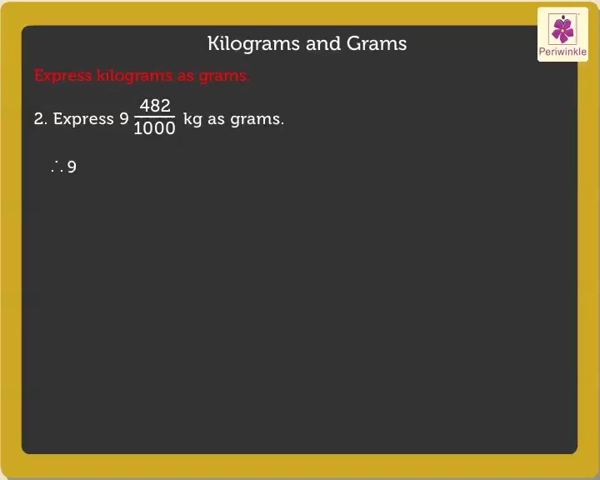 Kilograms and Grams
Periwinkle
Express kilograms as grams.
2. Express 9 482/1000 kg as grams.
∴ 9